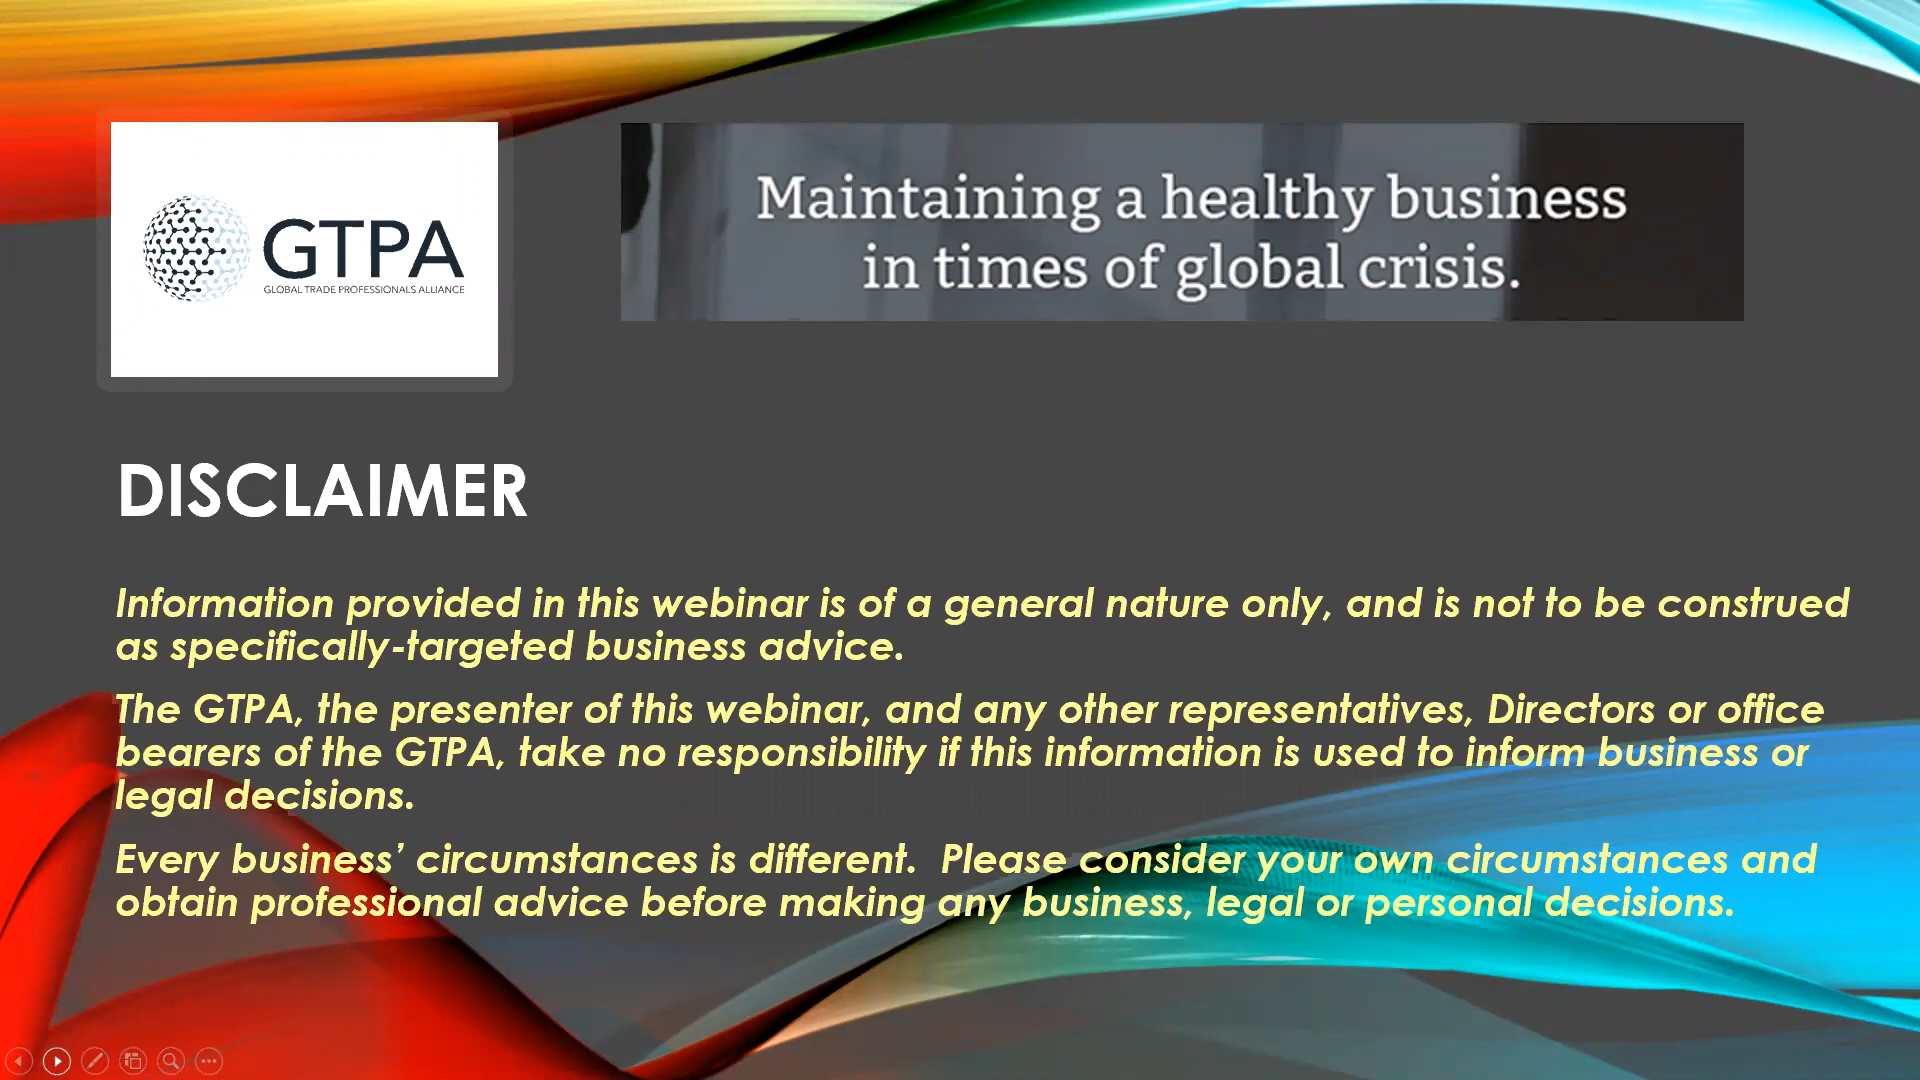 GTPA
GLOBAL TRADE PROFESSIONALS ALLIANCE
Maintaining a healthy business
in times of global crisis.
DISCLAIMER
Information provided in this webinar is of a general nature only, and is not to be construed
as specifically-targeted business advice.
The GTPA, the presenter of this webinar, and any other representatives, Directors or office
bearers of the GTPA, take no responsibility if this information is used to inform business or
legal decisions.
Every business’ circumstances is different.  Please consider your own circumstances and
obtain professional advice before making any business, legal or personal decisions.